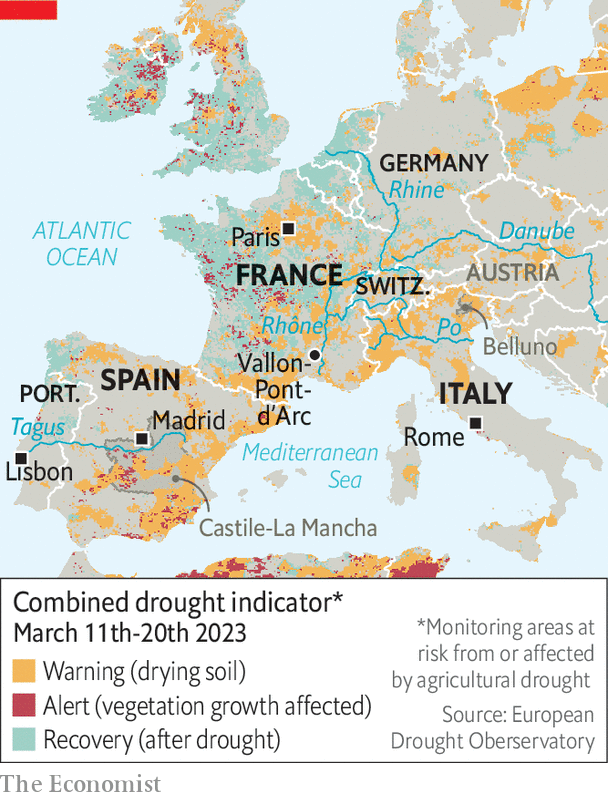 GERMANY
Rhine
ATLANTIC
OCEAN
Paris
Danube
FRANCE
SWITZ.
AUSTRIA
Rhône
Po
Belluno
Vallon-
Pont-
d'Arc
SPAIN
PORT.
ITALY
Tagus
Madrid
Rome
Lisbon
Mediterranean
Sea
Castile-La Mancha
Combined drought indicator*
March 11th-20th 2023
Warning (drying soil)
Alert (vegetation growth affected)
Recovery (after drought)
*Monitoring areas at
risk from or affected
by agricultural drought
Source: European
Drought Oberservatory
The Economist